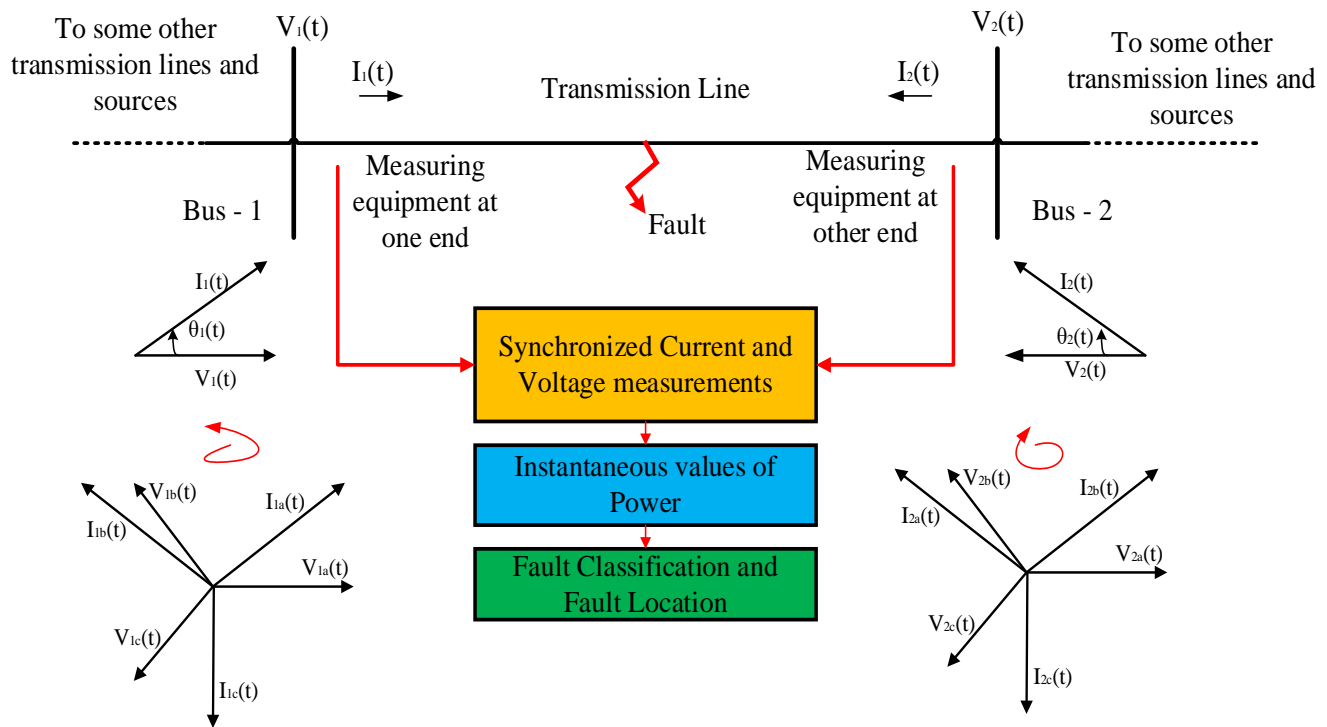 To some other
transmission lines and
sources
V₁(t)
I₁(t)
Transmission Line
I₂(t)
V₂(t)
To some other
transmission lines and
sources
Bus - 1
Measuring
equipment at
one end
Fault
Measuring
equipment at
other end
Bus - 2
I₁(t)
θ₁(t)
V₁(t)
Synchronized Current and
Voltage measurements
I₂(t)
θ₂(t)
V₂(t)
Instantaneous values of
Power
Fault Classification and
Fault Location
V1b(t)
I1b(t)
I1a(t)
V1a(t)
V1c(t)
I1c(t)
V2b(t)
I2a(t)
I2b(t)
V2a(t)
V2c(t)
I2c(t)